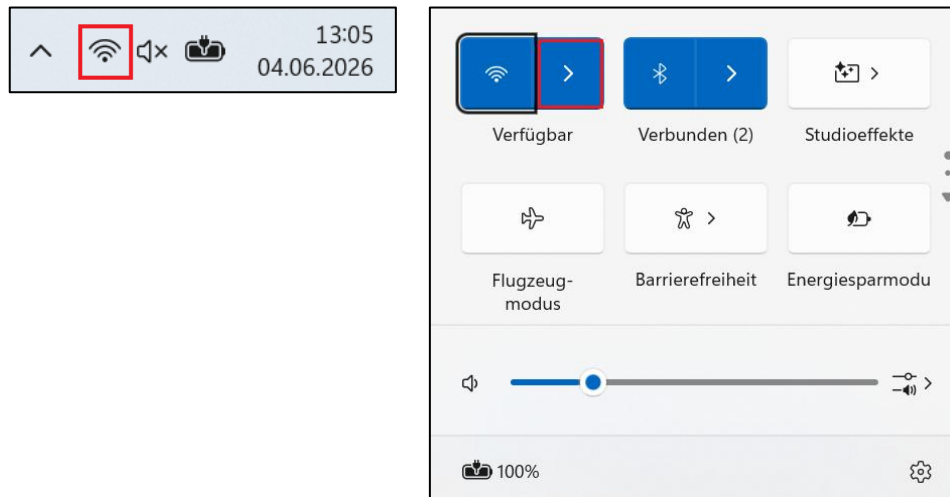 13:05
04.06.2026
Verfügbar
Verbunden (2)
Studioeffekte
Flugzeug-
modus
Barrierefreiheit
Energiesparmodu
100%